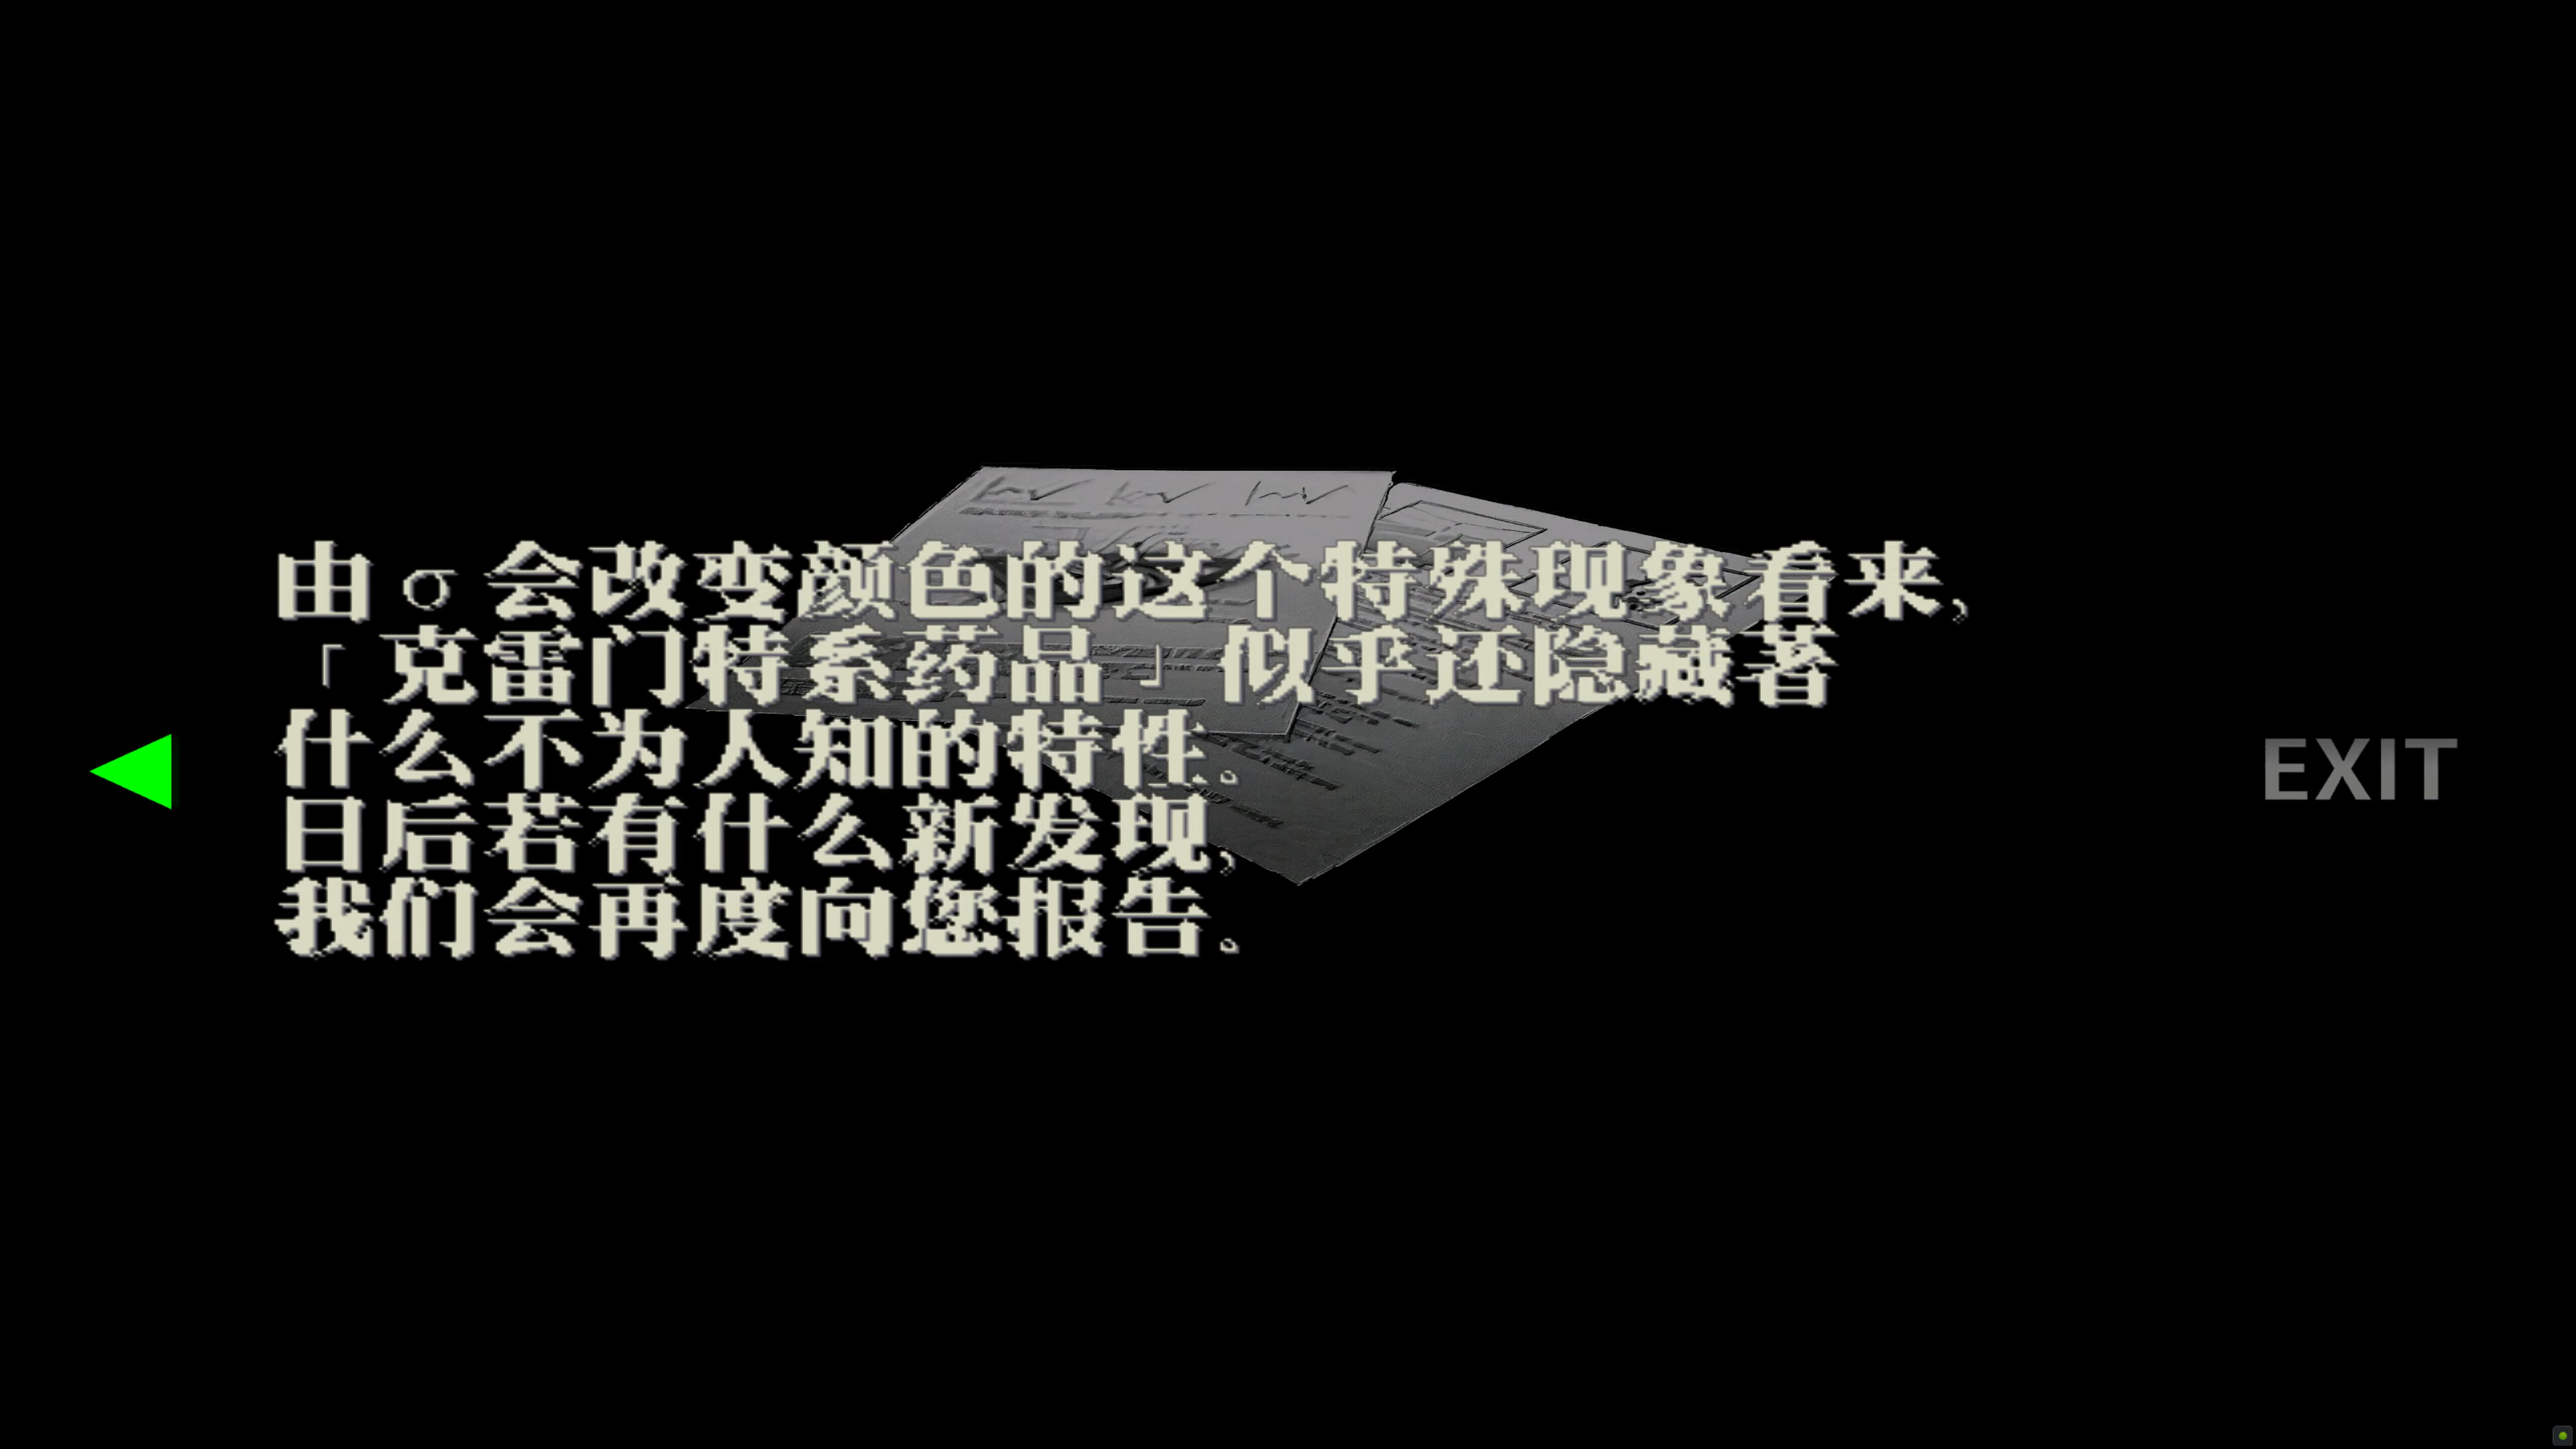 由σ会改变颜色的这个特殊现象看来，
「克雷门特系药品」似乎还隐藏著
什么不为人知的特性。
日后若有什么新发现，
我们会再度向您报告。
EXIT